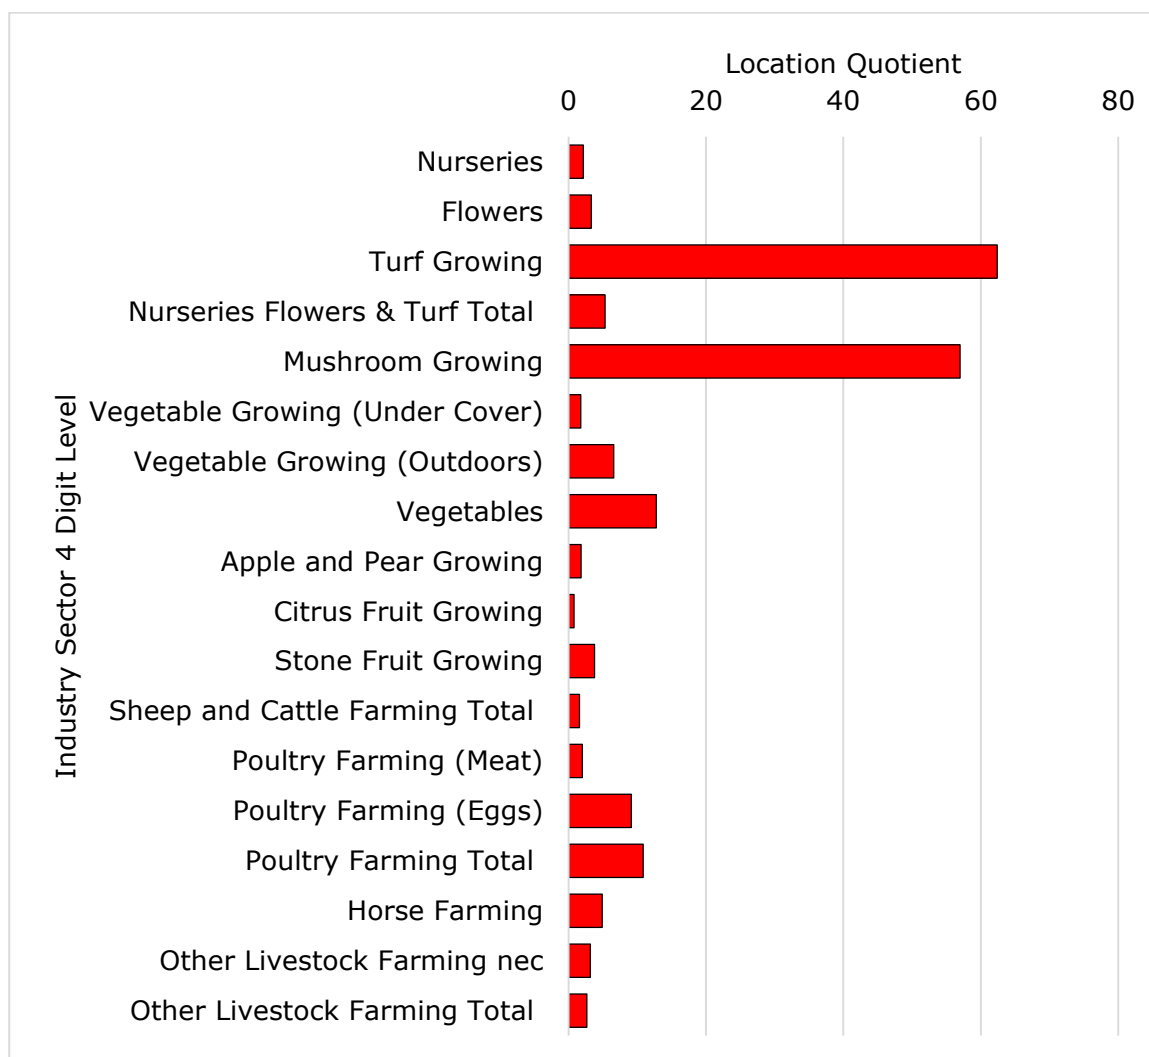 Location Quotient
0 20 40 60 80
Industry Sector 4 Digit Level
Nurseries
Flowers
Turf Growing
Nurseries Flowers & Turf Total
Mushroom Growing
Vegetable Growing (Under Cover)
Vegetable Growing (Outdoors)
Vegetables
Apple and Pear Growing
Citrus Fruit Growing
Stone Fruit Growing
Sheep and Cattle Farming Total
Poultry Farming (Meat)
Poultry Farming (Eggs)
Poultry Farming Total
Horse Farming
Other Livestock Farming nec
Other Livestock Farming Total